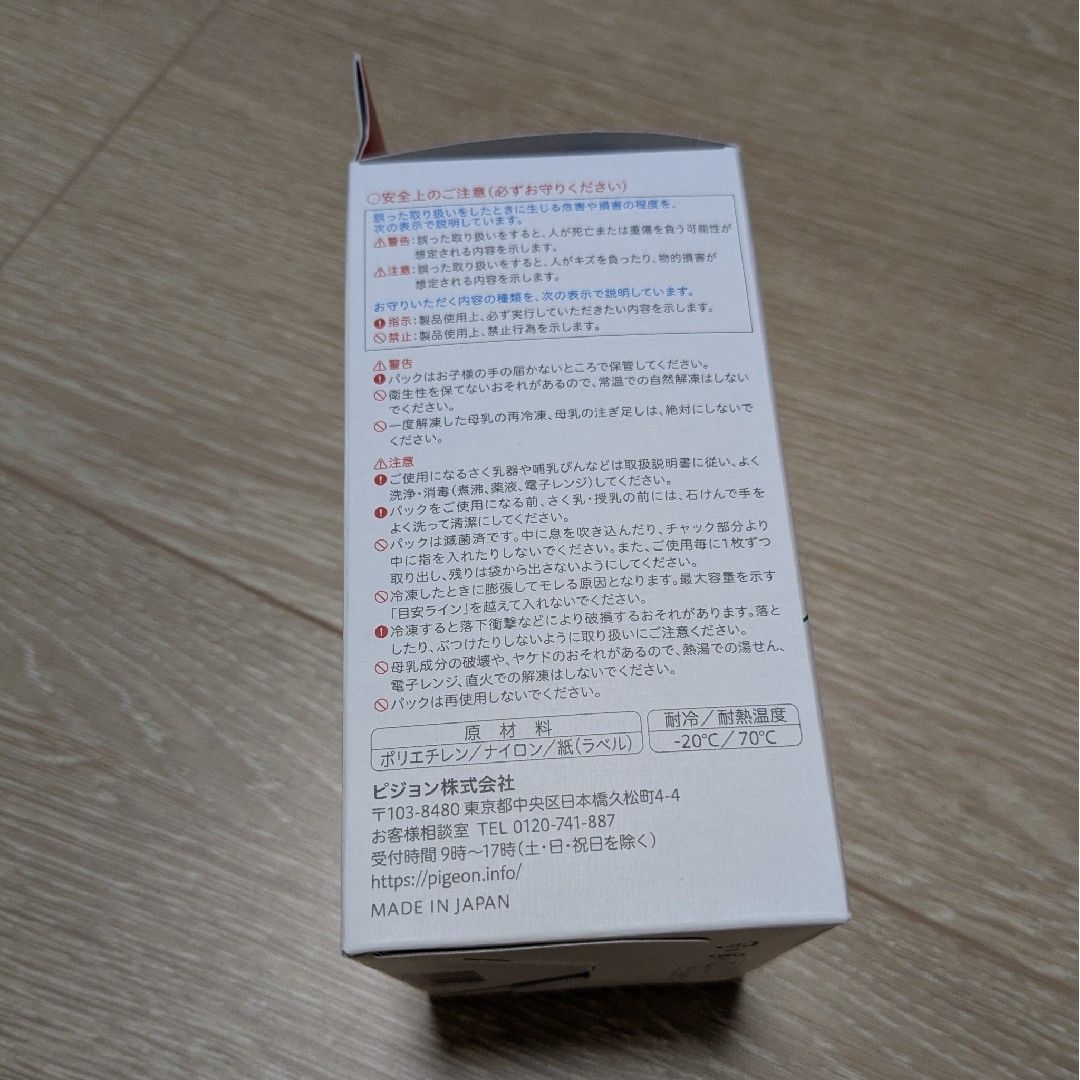 〇安全上のご注意(必ずお守りください)
誤った取り扱いをしたときに生じる危害や損害の程度を、
次の表示で説明しています。
⚠警告:誤った取り扱いをすると、人が死亡または重傷を負う可能性が
想定される内容を示します。
⚠注意:誤った取り扱いをすると、人がキズを負ったり、物的損害が
想定される内容を示します。
お守りいただく内容の種類を、次の表示で説明しています。
指示:製品使用上、必ず実行していただきたい内容を示します。
禁止:製品使用上、禁止行為を示します。
⚠警告
パックはお子様の手の届かないところで保管してください。
衛生性を保てないおそれがあるので、常温での自然解凍はしない
でください。
一度解凍した母乳の再冷凍、母乳の注ぎ足しは、絶対にしないで
ください。
⚠注意
ご使用になるさく乳器や哺乳びんなどは取扱説明書に従い、よく
洗浄・消毒(煮沸、薬液、電子レンジ)してください。
パックをご使用になる前、さく乳・授乳の前には、石けんで手を
よく洗って清潔にしてください。
パックは滅菌済です。中に息を吹き込んだり、チャック部分より
中に指を入れたりしないでください。また、ご使用毎に1枚ずつ
取り出し、残りは袋から出さないようにしてください。
冷凍したときに膨張してモレる原因となります。最大容量を示す
「目安ライン」を越えて入れないでください。
冷凍すると落下衝撃などにより破損するおそれがあります。落と
したり、ぶつけたりしないように取り扱いにご注意ください。
母乳成分の破壊や、ヤケドのおそれがあるので、熱湯での湯せん、
電子レンジ、直火での解凍はしないでください。
パックは再使用しないでください。
原材料
ポリエチレン/ナイロン/紙(ラベル)
耐冷/耐熱温度
-20℃/70℃
ピジョン株式会社
〒103-8480 東京都中央区日本橋久松町4-4
お客様相談室 TEL 0120-741-887
受付時間 9時〜17時(土・日・祝日を除く)
https://pigeon.info/
MADE IN JAPAN